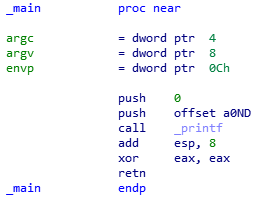 _main proc near
argc = dword ptr 4
argv = dword ptr 8
envp = dword ptr 0Ch
push 0
push offset a0ND
call _printf
add esp, 8
xor eax, eax
retn
_main endp